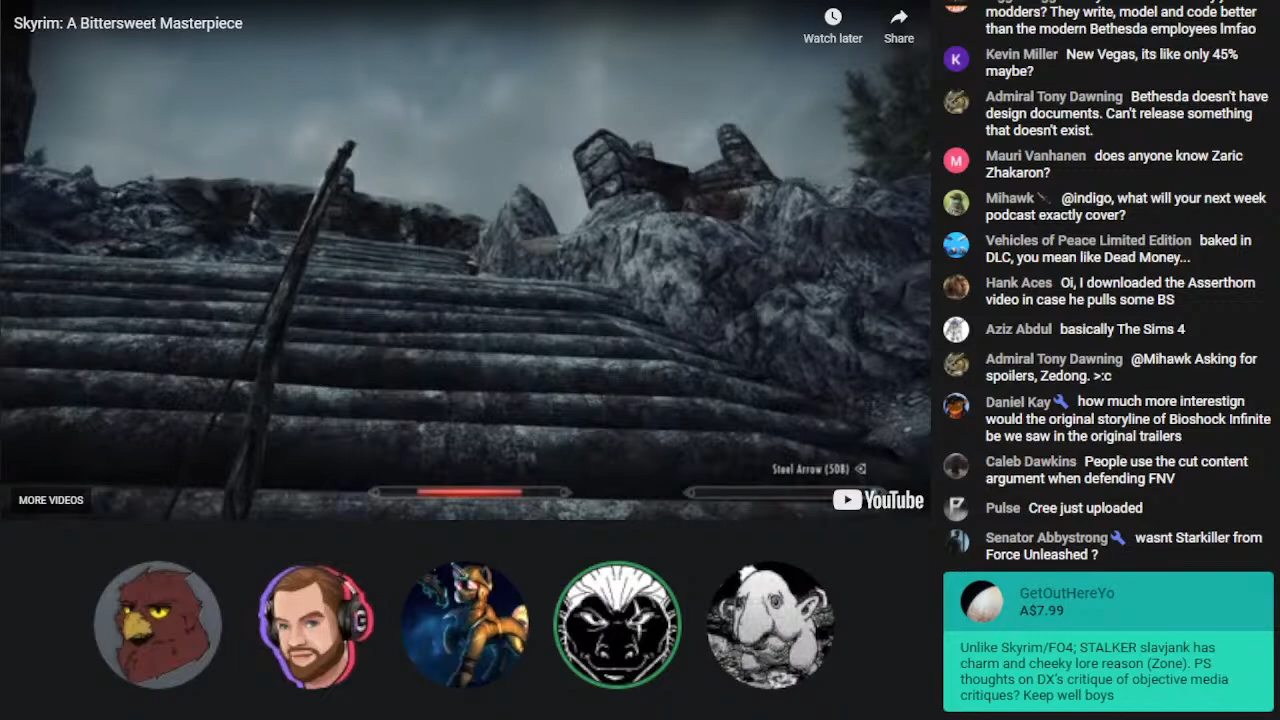 Skyrim: A Bittersweet Masterpiece
Watch later
Share
Steel Arrow (508)
MORE VIDEOS
YouTube
modders? They write, model and code better
than the modern Bethesda employees lmfao
K
Kevin Miller New Vegas, its like only 45%
maybe?
Admiral Tony Dawning Bethesda doesn't have
design documents. Can't release something
that doesn't exist.
M
Mauri Vanhanen does anyone know Zaric
Zhakaron?
Mihawk @indigo, what will your next week
podcast exactly cover?
Vehicles of Peace Limited Edition baked in
DLC, you mean like Dead Money...
Hank Aces Oi, I downloaded the Asserthorn
video in case he pulls some BS
Aziz Abdul basically The Sims 4
Admiral Tony Dawning @Mihawk Asking for
spoilers, Zedong. >:c
Daniel Kay how much more interestign
would the original storyline of Bioshock Infinite
be we saw in the original trailers
Caleb Dawkins People use the cut content
argument when defending FNV
Pulse Cree just uploaded
Senator Abbystrong wasnt Starkiller from
Force Unleashed ?
GetOutHereYo
A$7.99
Unlike Skyrim/FO4; STALKER slavjank has
charm and cheeky lore reason (Zone). PS
thoughts on DX's critique of objective media
critiques? Keep well boys